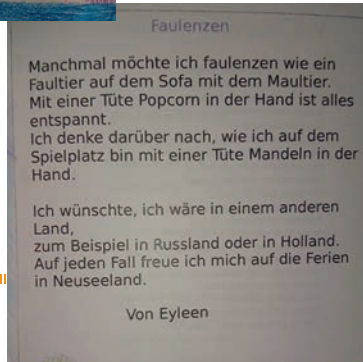 Faulenzen
Manchmal möchte ich faulenzen wie ein
Faultier auf dem Sofa mit dem Maultier.
Mit einer Tüte Popcorn in der Hand ist alles
entspannt.
Ich denke darüber nach, wie ich auf dem
Spielplatz bin mit einer Tüte Mandeln in der
Hand.
Ich wünschte, ich wäre in einem anderen
Land,
zum Beispiel in Russland oder in Holland.
Auf jeden Fall freue ich mich auf die Ferien
in Neuseeland.
Von Eyleen